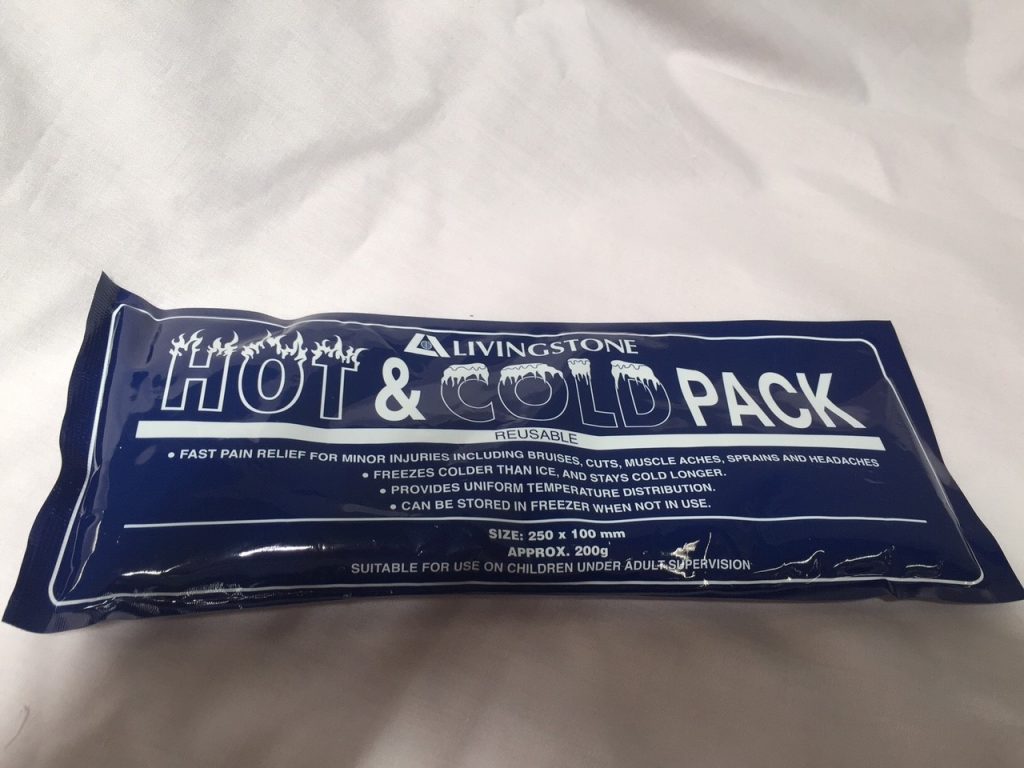 LIVINGSTONE
HOT & COLD PACK
REUSABLE
• FAST PAIN RELIEF FOR MINOR INJURIES INCLUDING BRUISES, CUTS, MUSCLE ACHES, SPRAINS AND HEADACHES
• FREEZES COLDER THAN ICE, AND STAYS COLD LONGER.
• PROVIDES UNIFORM TEMPERATURE DISTRIBUTION.
• CAN BE STORED IN FREEZER WHEN NOT IN USE.
SIZE: 250 x 100 mm
APPROX. 200g
SUITABLE FOR USE ON CHILDREN UNDER ADULT SUPERVISION